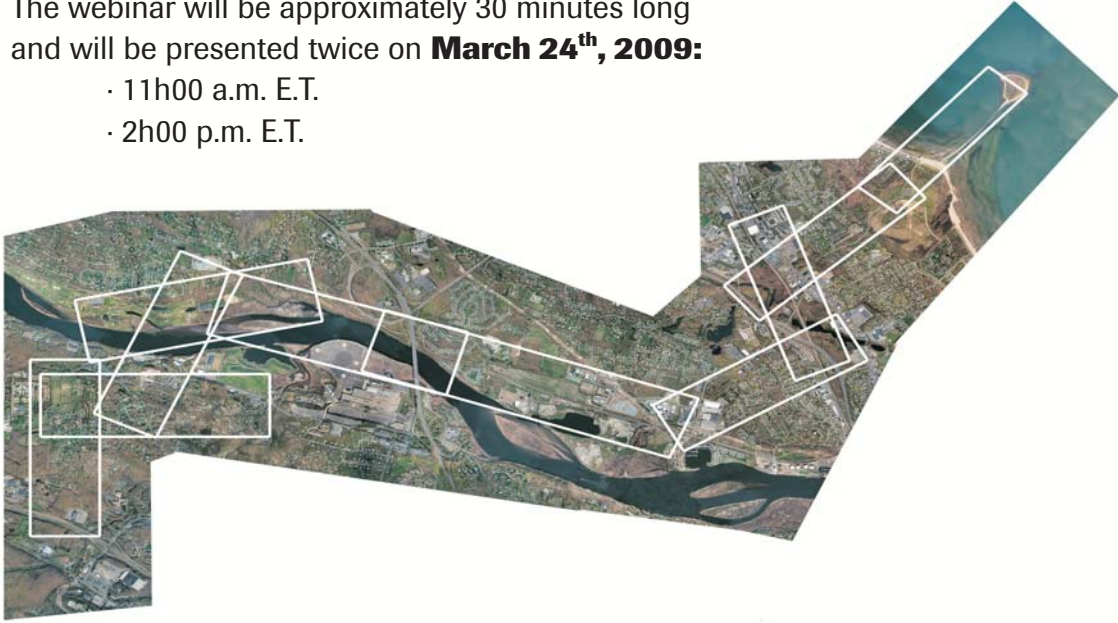 The webinar will be approximately 30 minutes long
and will be presented twice on March 24th, 2009:
· 11h00 a.m. E.T.
· 2h00 p.m. E.T.